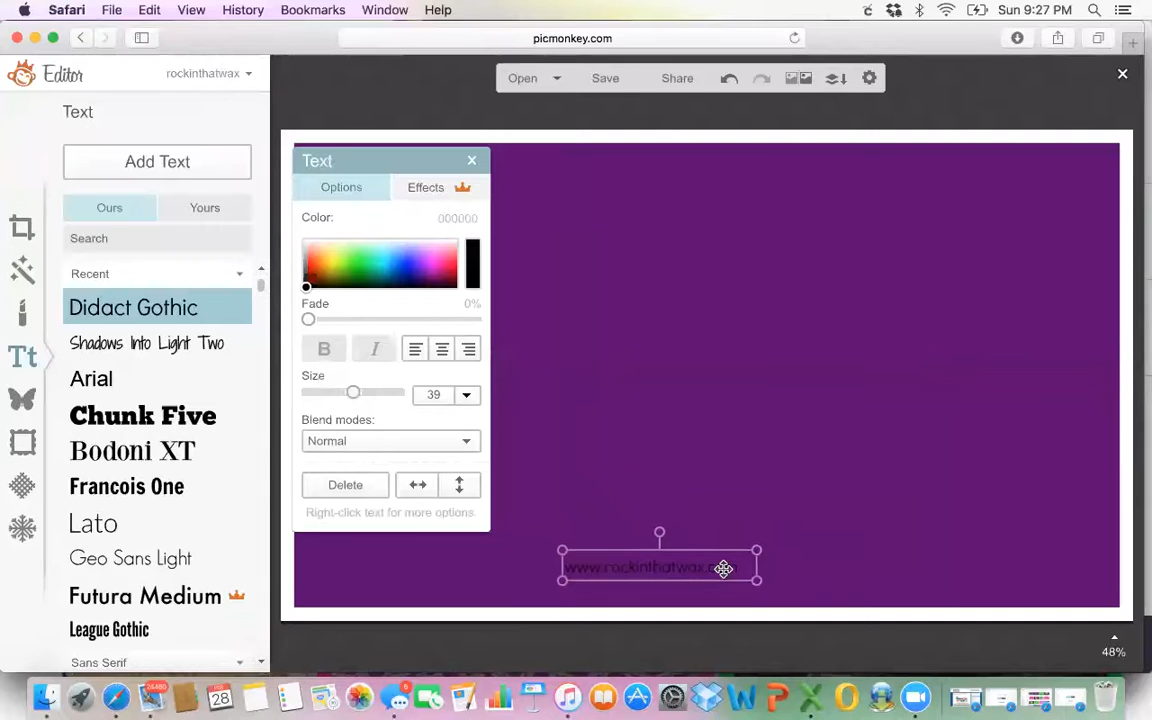 Safari File Edit View History Bookmarks Window Help
Sun 9:27 PM
picmonkey.com
Editor
rockinthatwax
Open Save Share
Text
Add Text
Ours Yours
Search
Recent
Didact Gothic
Shadows Into Light Two
Arial
Chunk Five
Bodoni XT
Francois One
Lato
Geo Sans Light
Futura Medium
League Gothic
Sans Serif
Text
Options Effects
Color: 000000
Fade 0%
B I
Size
39
Blend modes:
Normal
Delete
Right-click text for more options.
www.rockinthatwax.
48%